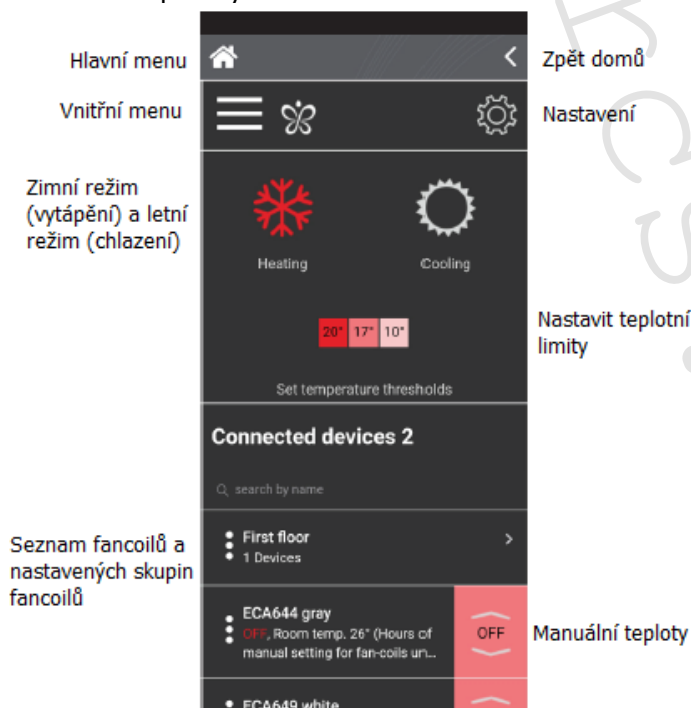 Hlavní menu
Zpět domů
Vnitřní menu
Nastavení
Zimní režim
(vytápění) a letní
režim (chlazení)
Heating
Cooling
20° 17° 10°
Nastavit teplotní
limity
Set temperature thresholds
Connected devices 2
search by name
Seznam fancoilů a
nastavených skupin
fancoilů
First floor
1 Devices
ECA644 gray
OFF, Room temp. 26° (Hours of
manual setting for fan-coils un...
OFF
Manuální teploty
ECA649 white